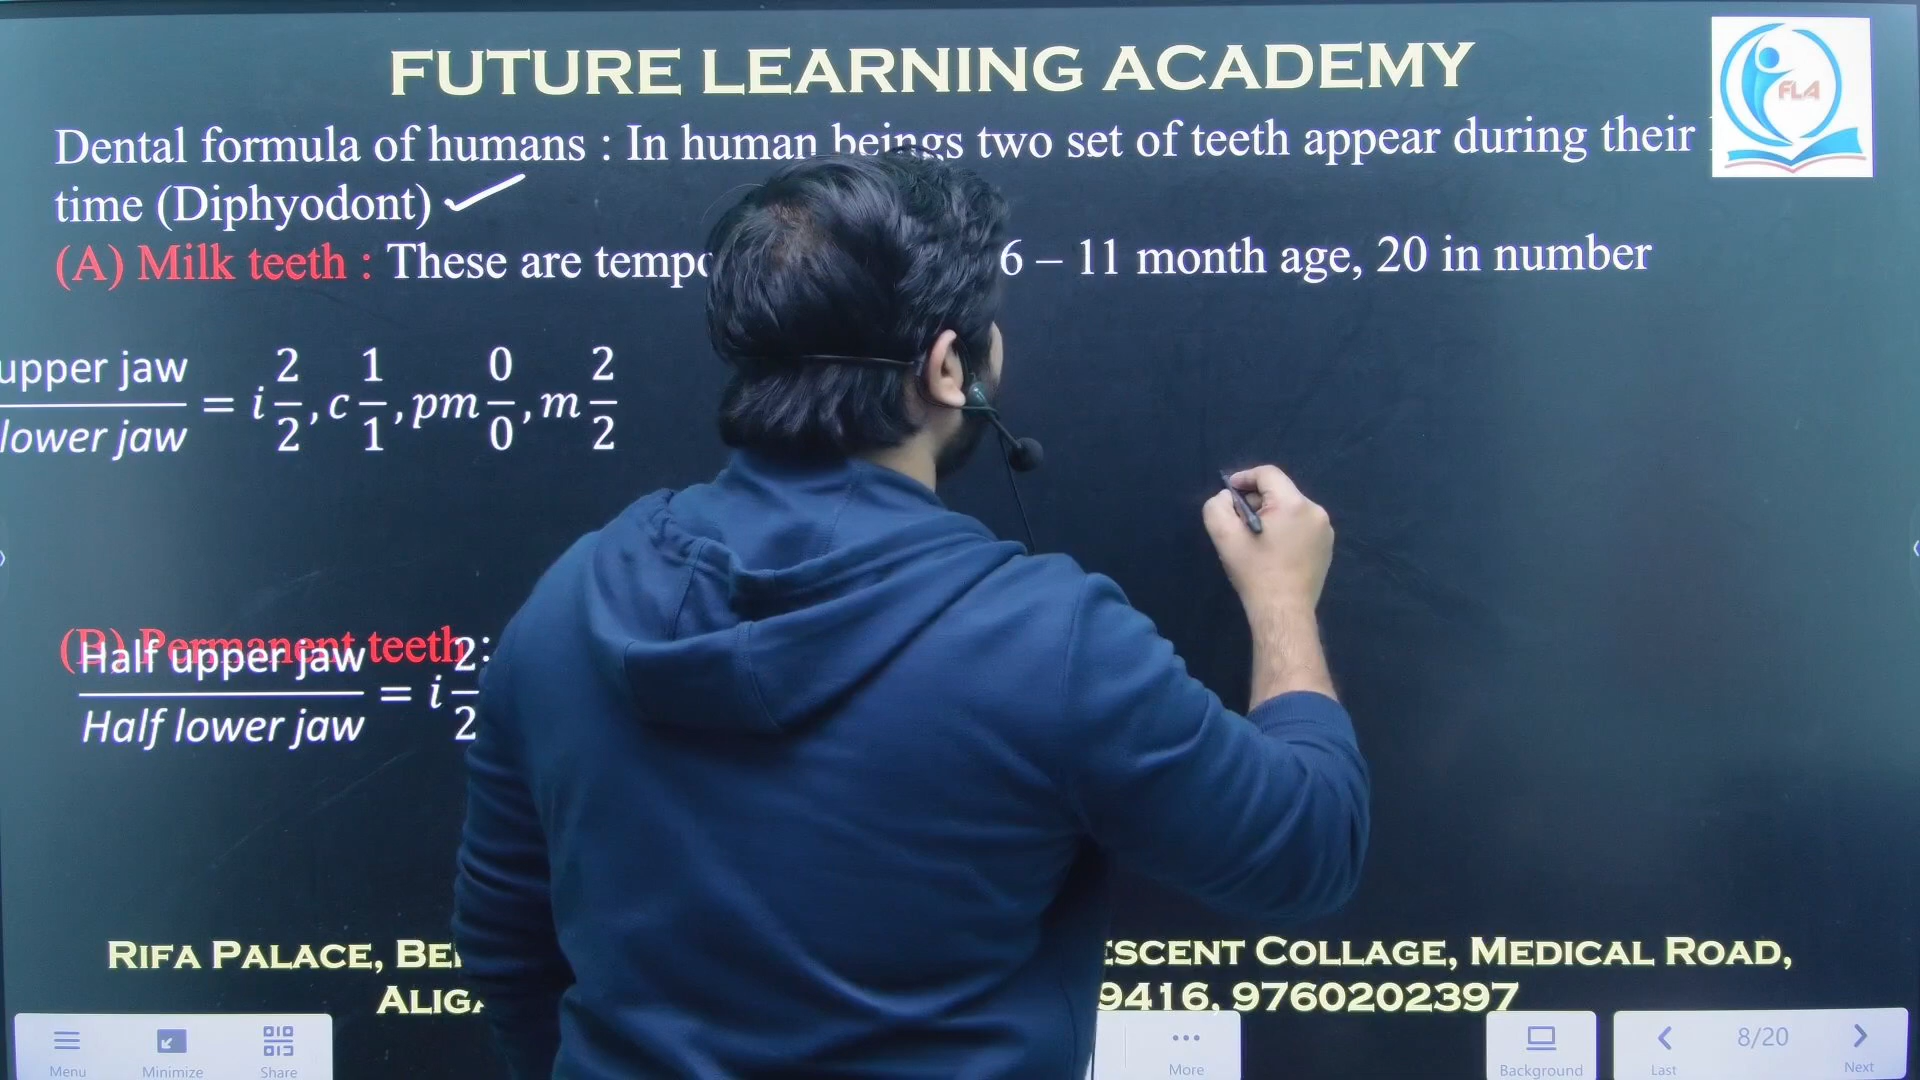 FUTURE LEARNING ACADEMY
FLA
Dental formula of humans : In human beings two set of teeth appear during their
time (Diphyodont)
(A) Milk teeth : These are 6 – 11 month age, 20 in number
upper jaw / lower jaw = i 2/2, c 1/1, pm 0/0, m 2/2
(B) Permanent teeth :
Half upper jaw / Half lower jaw = i 2/2
RIFA PALACE, ESCENT COLLAGE, MEDICAL ROAD,
9416, 9760202397
Menu Minimize Share More Background Last 8/20 Next